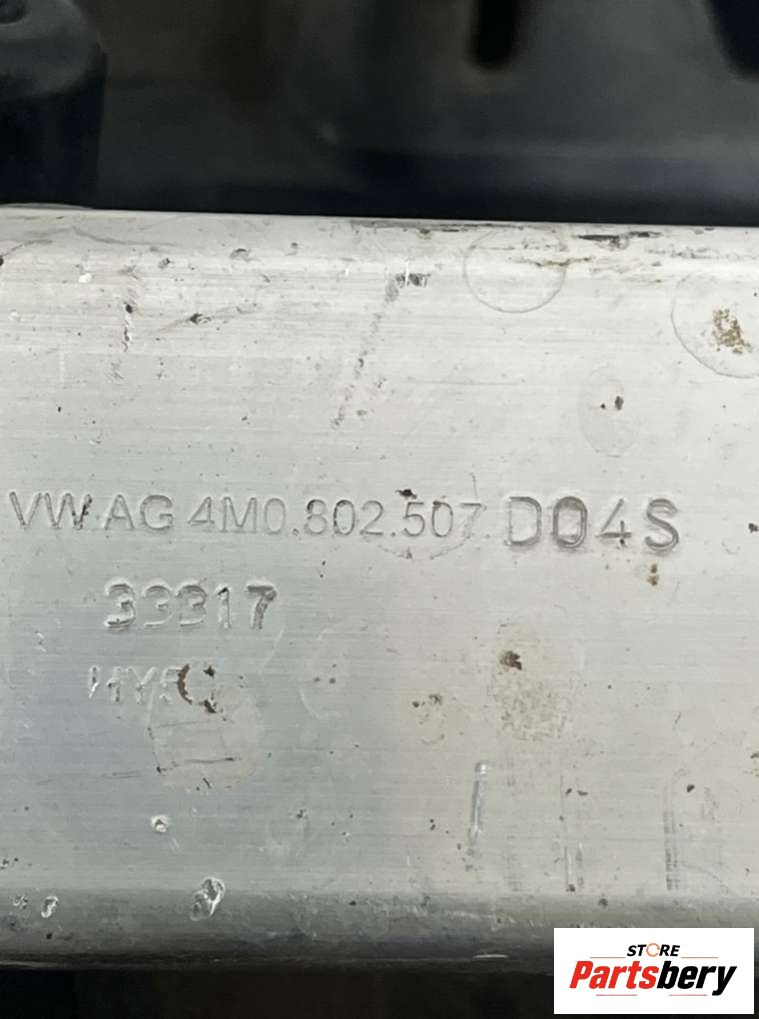 VW.AG 4M0.802.507.D04S
33317
STORE
Partsbery